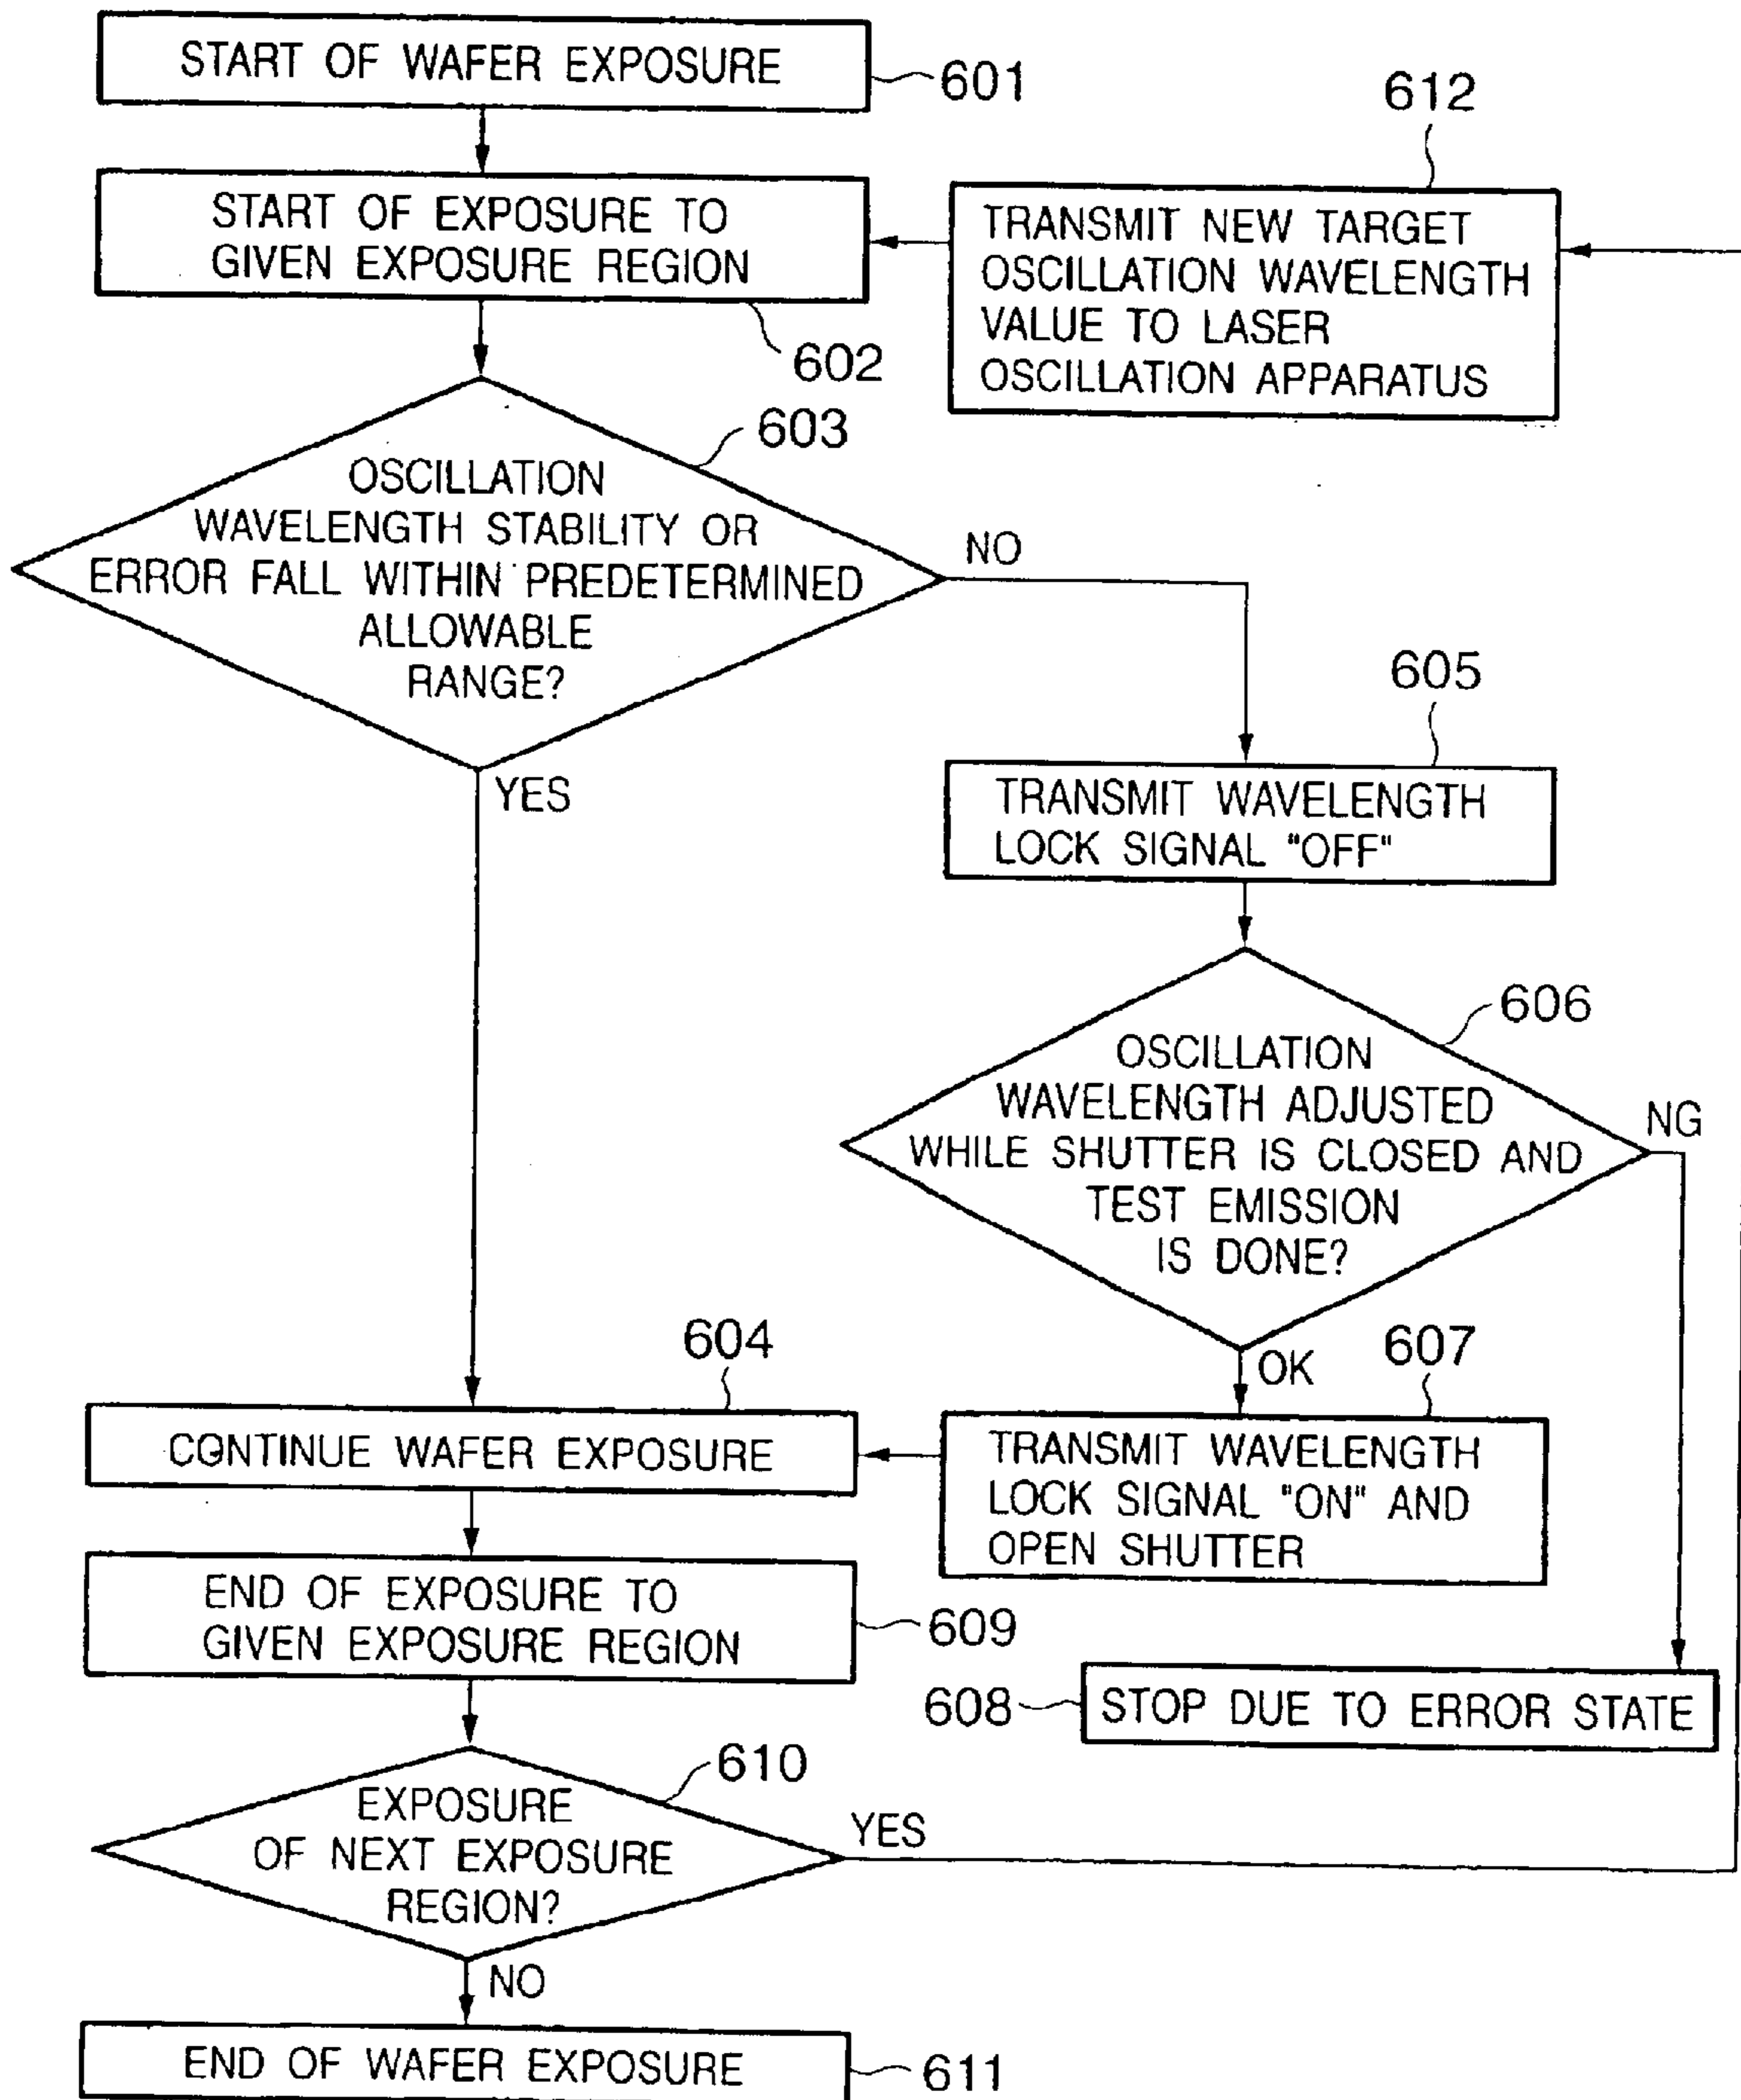 START OF WAFER EXPOSURE
601
612
START OF EXPOSURE TO
GIVEN EXPOSURE REGION
602
TRANSMIT NEW TARGET
OSCILLATION WAVELENGTH
VALUE TO LASER
OSCILLATION APPARATUS
603
OSCILLATION
WAVELENGTH STABILITY OR
ERROR FALL WITHIN PREDETERMINED
ALLOWABLE
RANGE?
NO
YES
605
TRANSMIT WAVELENGTH
LOCK SIGNAL "OFF"
606
OSCILLATION
WAVELENGTH ADJUSTED
WHILE SHUTTER IS CLOSED AND
TEST EMISSION
IS DONE?
NG
OK
604
CONTINUE WAFER EXPOSURE
607
TRANSMIT WAVELENGTH
LOCK SIGNAL "ON" AND
OPEN SHUTTER
END OF EXPOSURE TO
GIVEN EXPOSURE REGION
609
608
STOP DUE TO ERROR STATE
610
EXPOSURE
OF NEXT EXPOSURE
REGION?
YES
NO
END OF WAFER EXPOSURE
611